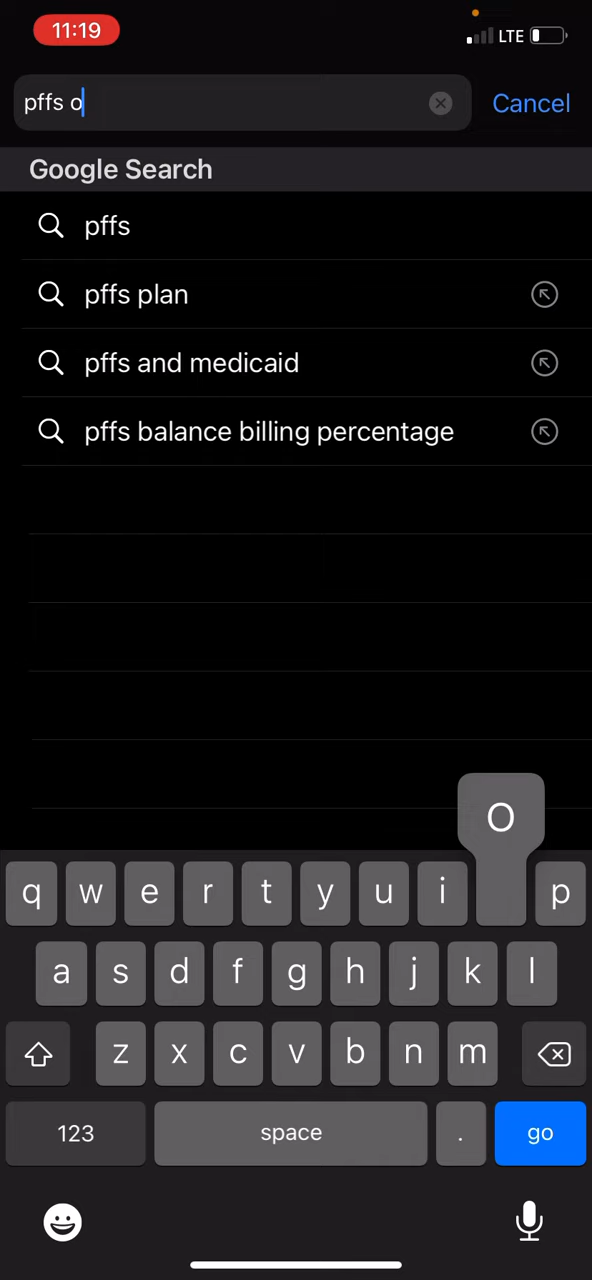 11:19
LTE
pffs o
Cancel
Google Search
pffs
pffs plan
pffs and medicaid
pffs balance billing percentage
O
q w e r t y u i p
a s d f g h j k l
z x c v b n m
123 space . go